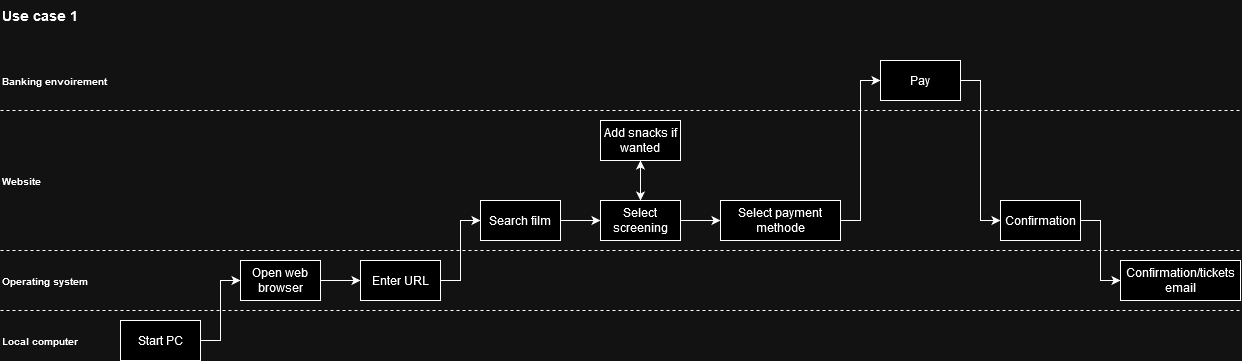 Use case 1
Banking envoirement
Pay
Add snacks if
wanted
Website
Search film
Select
screening
Select payment
methode
Confirmation
Operating system
Open web
browser
Enter URL
Confirmation/tickets
email
Local computer
Start PC